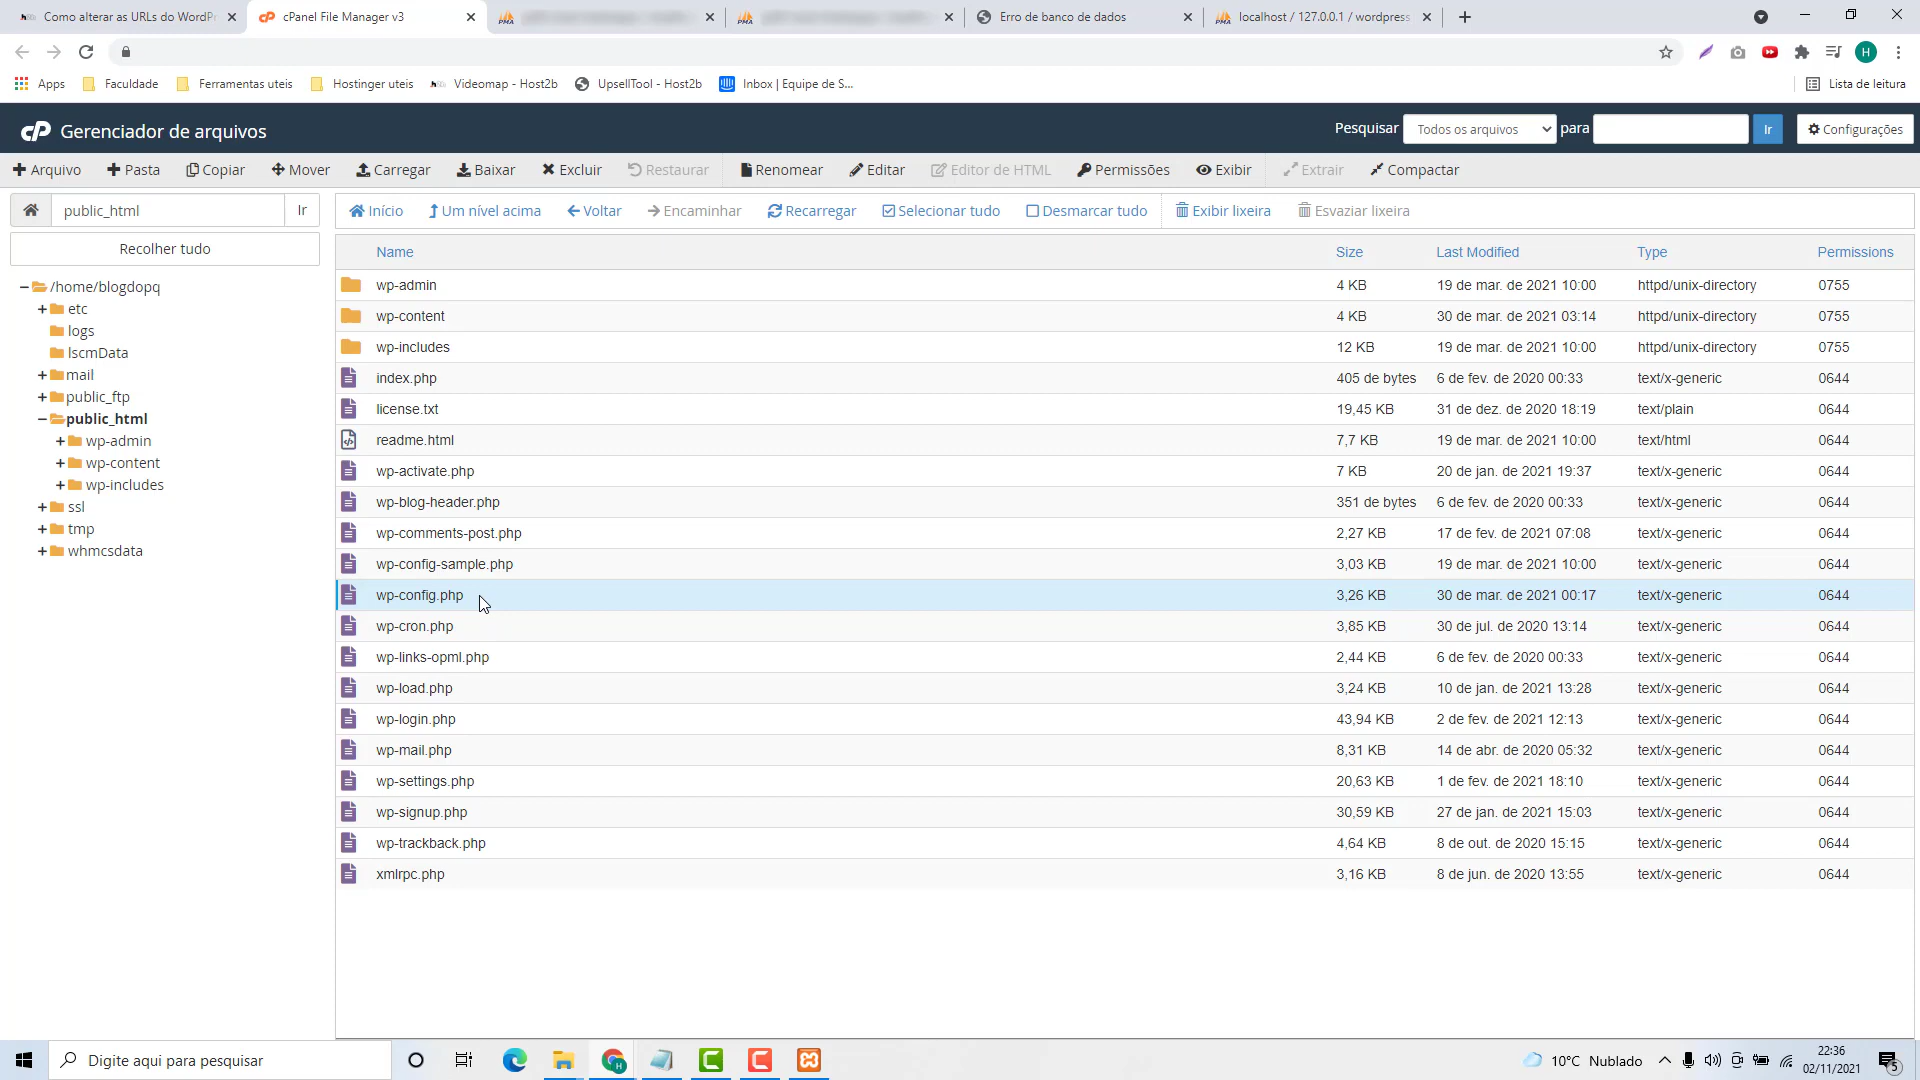 Como alterar as URLs do WordP
cPanel File Manager v3
Erro de banco de dados
localhost / 127.0.0.1 / wordpress
Apps
Faculdade
Ferramentas uteis
Hostinger uteis
Videomap - Host2b
UpsellTool - Host2b
Inbox | Equipe de S...
Lista de leitura
cP Gerenciador de arquivos
Pesquisar Todos os arquivos para Ir Configurações
Arquivo Pasta Copiar Mover Carregar Baixar Excluir Restaurar Renomear Editar Editor de HTML Permissões Exibir Extrair Compactar
public_html Ir
Início Um nível acima Voltar Encaminhar Recarregar Selecionar tudo Desmarcar tudo Exibir lixeira Esvaziar lixeira
Recolher tudo
/home/blogdopq
etc
logs
lscmData
mail
public_ftp
public_html
wp-admin
wp-content
wp-includes
ssl
tmp
whmcsdata
Name Size Last Modified Type Permissions
wp-admin 4 KB 19 de mar. de 2021 10:00 httpd/unix-directory 0755
wp-content 4 KB 30 de mar. de 2021 03:14 httpd/unix-directory 0755
wp-includes 12 KB 19 de mar. de 2021 10:00 httpd/unix-directory 0755
index.php 405 de bytes 6 de fev. de 2020 00:33 text/x-generic 0644
license.txt 19,45 KB 31 de dez. de 2020 18:19 text/plain 0644
readme.html 7,7 KB 19 de mar. de 2021 10:00 text/html 0644
wp-activate.php 7 KB 20 de jan. de 2021 19:37 text/x-generic 0644
wp-blog-header.php 351 de bytes 6 de fev. de 2020 00:33 text/x-generic 0644
wp-comments-post.php 2,27 KB 17 de fev. de 2021 07:08 text/x-generic 0644
wp-config-sample.php 3,03 KB 19 de mar. de 2021 10:00 text/x-generic 0644
wp-config.php 3,26 KB 30 de mar. de 2021 00:17 text/x-generic 0644
wp-cron.php 3,85 KB 30 de jul. de 2020 13:14 text/x-generic 0644
wp-links-opml.php 2,44 KB 6 de fev. de 2020 00:33 text/x-generic 0644
wp-load.php 3,24 KB 10 de jan. de 2021 13:28 text/x-generic 0644
wp-login.php 43,94 KB 2 de fev. de 2021 12:13 text/x-generic 0644
wp-mail.php 8,31 KB 14 de abr. de 2020 05:32 text/x-generic 0644
wp-settings.php 20,63 KB 1 de fev. de 2021 18:10 text/x-generic 0644
wp-signup.php 30,59 KB 27 de jan. de 2021 15:03 text/x-generic 0644
wp-trackback.php 4,64 KB 8 de out. de 2020 15:15 text/x-generic 0644
xmlrpc.php 3,16 KB 8 de jun. de 2020 13:55 text/x-generic 0644
Digite aqui para pesquisar
10°C Nublado
22:36
02/11/2021
5